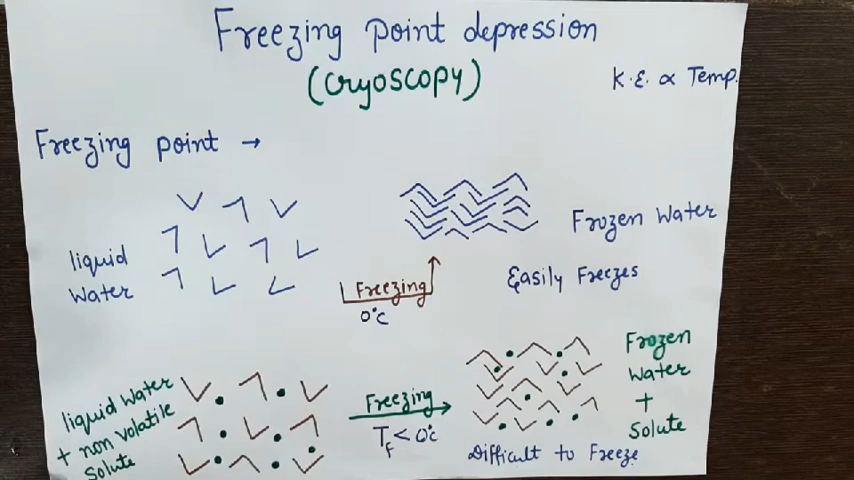 Freezing point depression
(Cryoscopy)
K.E. ∝ Temp.
Freezing point →
liquid
water
Freezing
0°c
Frozen water
Easily Freezes
liquid water
+ non volatile
solute
Freezing
TF < 0°c
Frozen
water
+
Solute
Difficult to Freeze